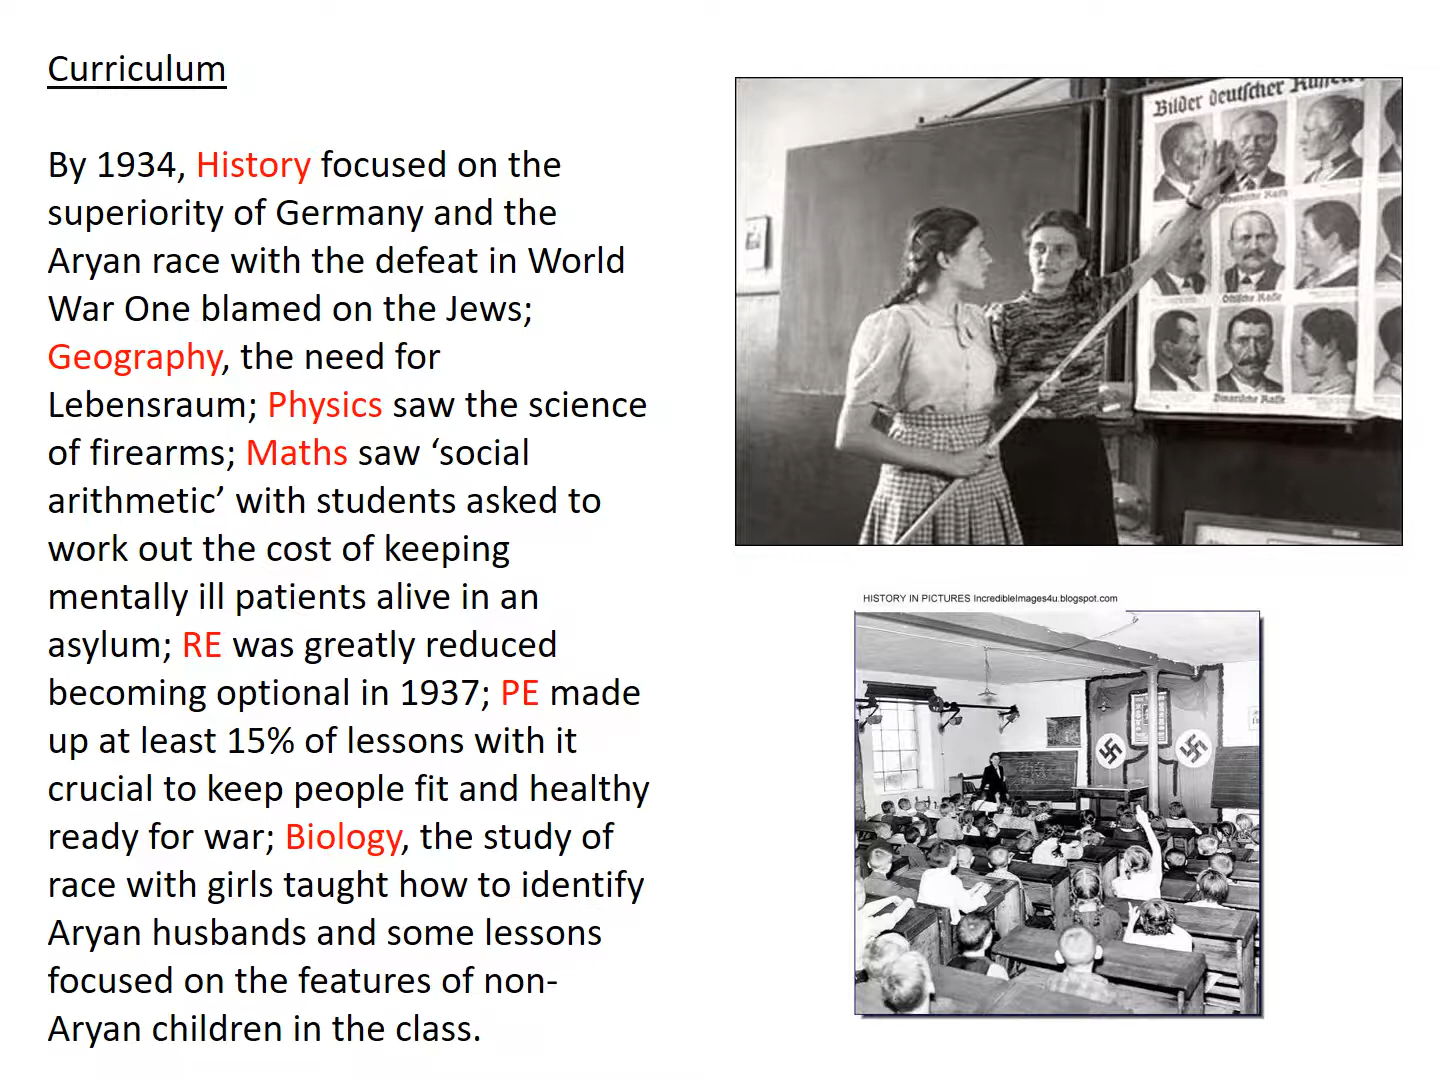 Curriculum
By 1934, History focused on the
superiority of Germany and the
Aryan race with the defeat in World
War One blamed on the Jews;
Geography, the need for
Lebensraum; Physics saw the science
of firearms; Maths saw ‘social
arithmetic’ with students asked to
work out the cost of keeping
mentally ill patients alive in an
asylum; RE was greatly reduced
becoming optional in 1937; PE made
up at least 15% of lessons with it
crucial to keep people fit and healthy
ready for war; Biology, the study of
race with girls taught how to identify
Aryan husbands and some lessons
focused on the features of non-
Aryan children in the class.
Bilder deutscher Rassen
Ostische Rasse
Dinarische Rasse
HISTORY IN PICTURES IncredibleImages4u.blogspot.com